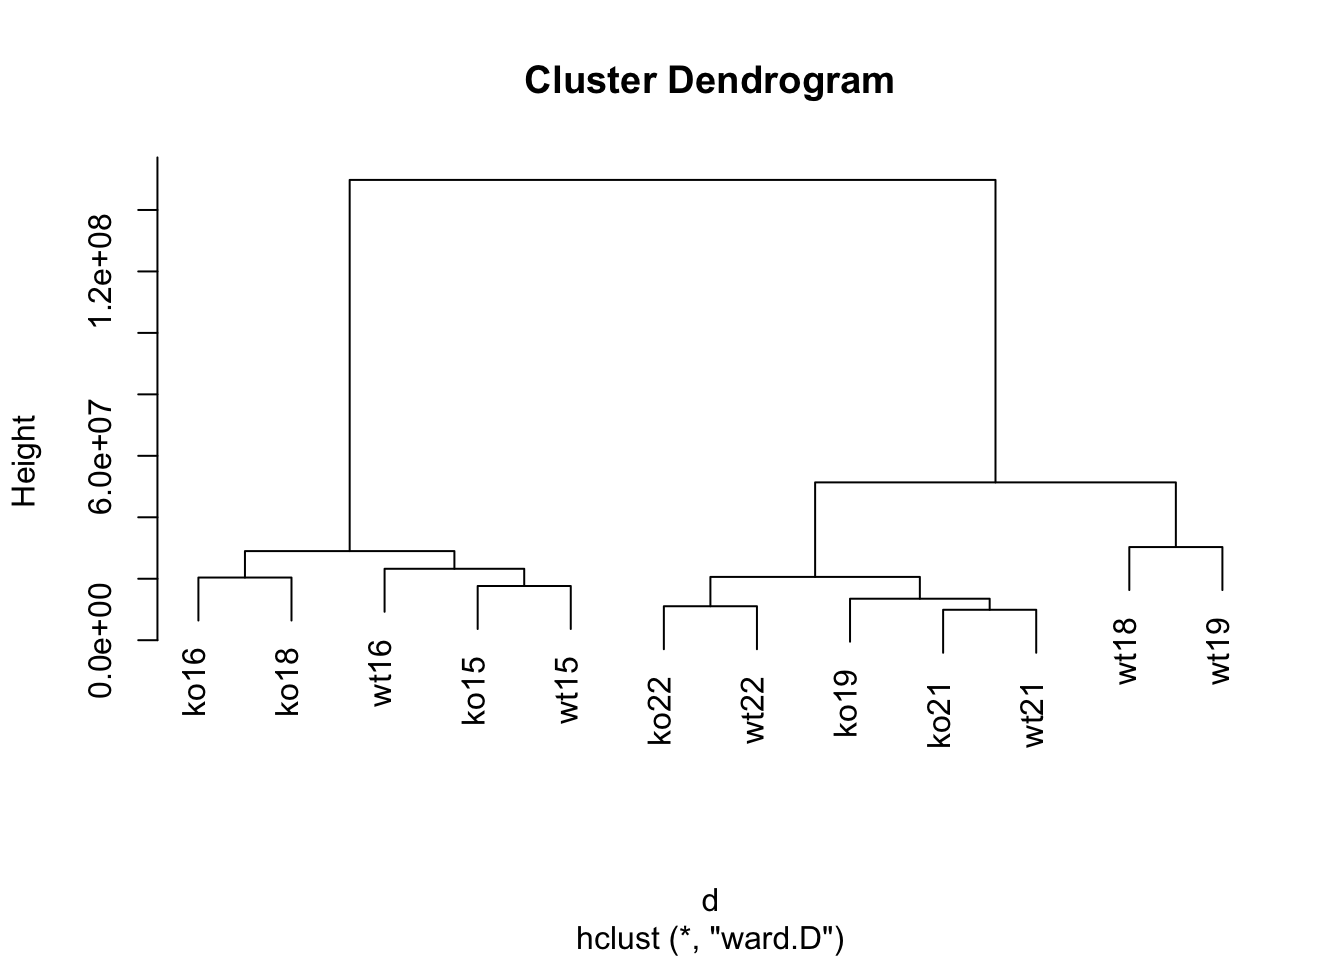 Cluster Dendrogram
Height
1.2e+08
6.0e+07
0.0e+00
ko16
ko18
wt16
ko15
wt15
ko22
wt22
ko19
ko21
wt21
wt18
wt19
d
hclust (*, "ward.D")